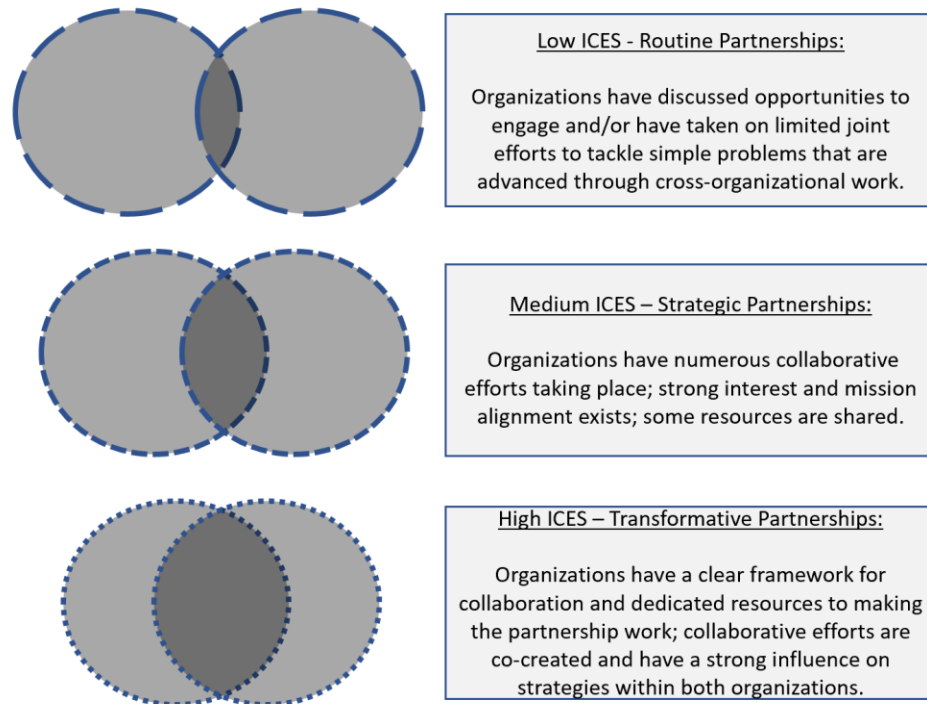 Low ICES - Routine Partnerships:
Organizations have discussed opportunities to
engage and/or have taken on limited joint
efforts to tackle simple problems that are
advanced through cross-organizational work.
Medium ICES – Strategic Partnerships:
Organizations have numerous collaborative
efforts taking place; strong interest and mission
alignment exists; some resources are shared.
High ICES – Transformative Partnerships:
Organizations have a clear framework for
collaboration and dedicated resources to making
the partnership work; collaborative efforts are
co-created and have a strong influence on
strategies within both organizations.